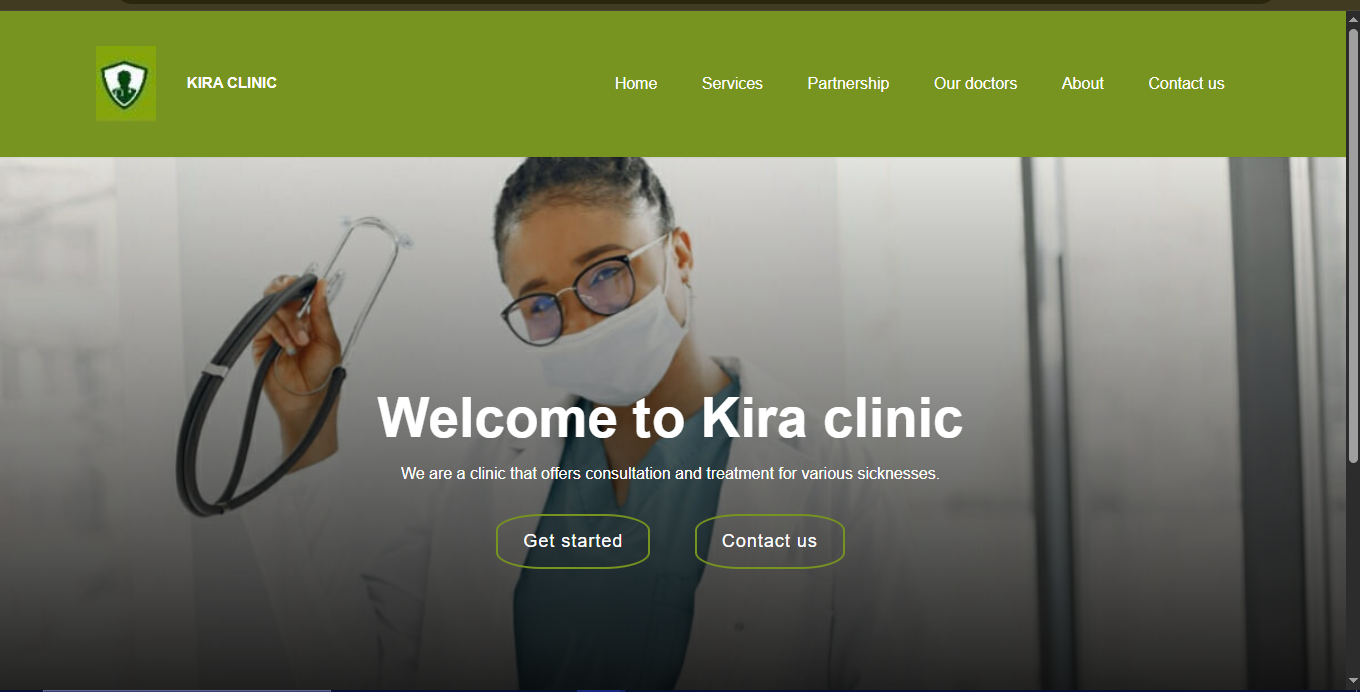 KIRA CLINIC
Home Services Partnership Our doctors About Contact us
Welcome to Kira clinic
We are a clinic that offers consultation and treatment for various sicknesses.
Get started Contact us